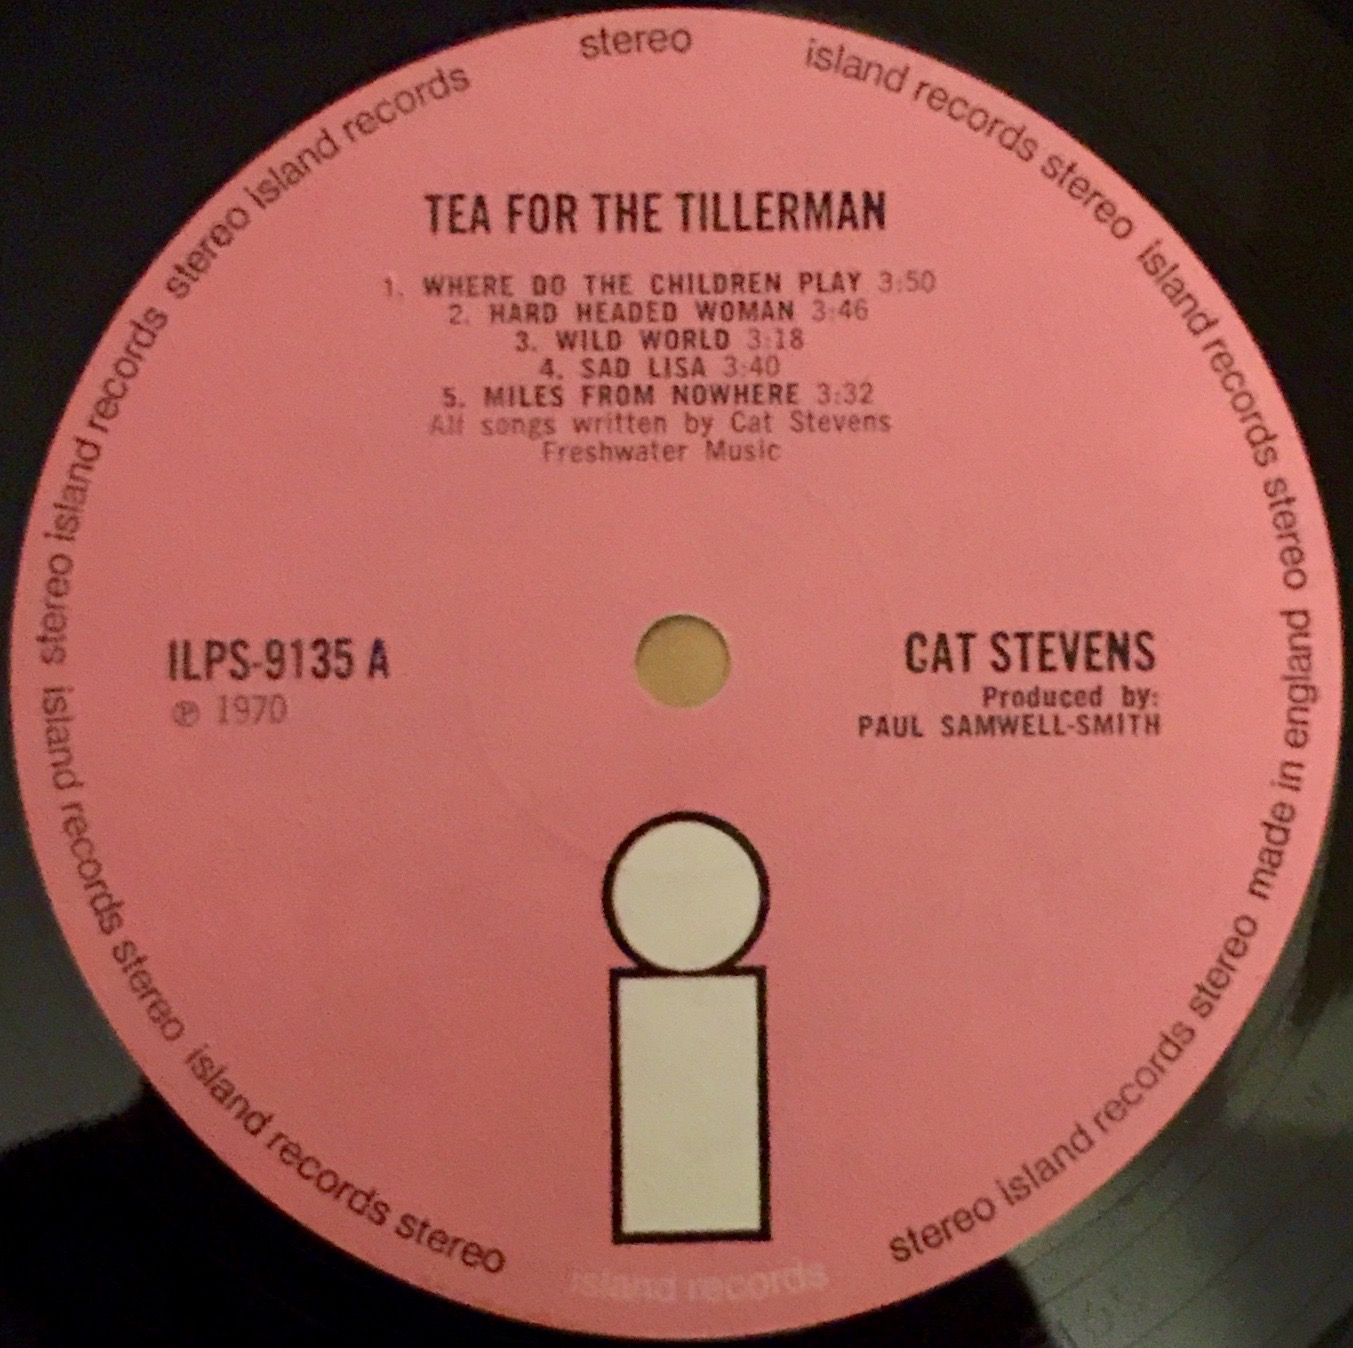 stereo
island records stereo island records stereo made in england
TEA FOR THE TILLERMAN
1. WHERE DO THE CHILDREN PLAY 3:50
2. HARD HEADED WOMAN 3:46
3. WILD WORLD 3:18
4. SAD LISA 3:40
5. MILES FROM NOWHERE 3:32
All songs written by Cat Stevens
Freshwater Music
ILPS-9135 A
℗ 1970
CAT STEVENS
Produced by:
PAUL SAMWELL-SMITH
stereo island records stereo
island records stereo island records stereo
stereo island records stereo island records
island records